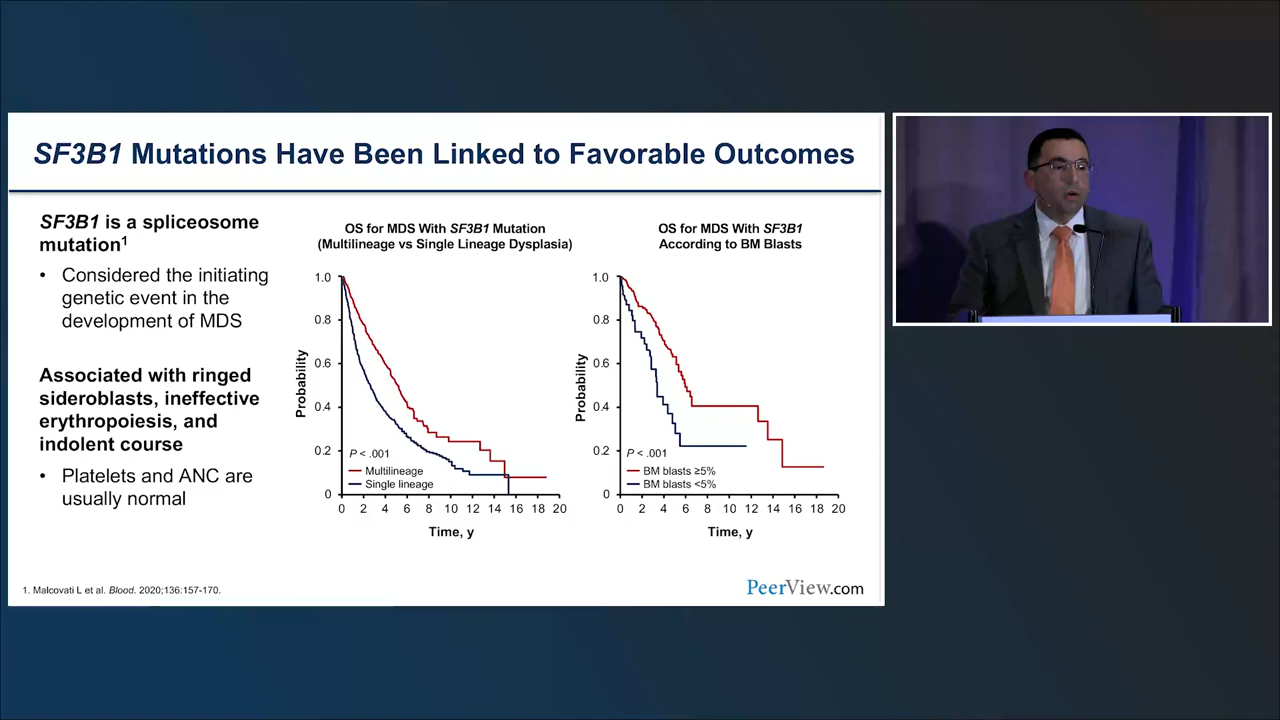 SF3B1 Mutations Have Been Linked to Favorable Outcomes
SF3B1 is a spliceosome
mutation1
• Considered the initiating
genetic event in the
development of MDS
Associated with ringed
sideroblasts, ineffective
erythropoiesis, and
indolent course
• Platelets and ANC are
usually normal
OS for MDS With SF3B1 Mutation
(Multilineage vs Single Lineage Dysplasia)
Probability
1.0
0.8
0.6
0.4
0.2
0
P < .001
Multilineage
Single lineage
0 2 4 6 8 10 12 14 16 18 20
Time, y
OS for MDS With SF3B1
According to BM Blasts
Probability
1.0
0.8
0.6
0.4
0.2
0
P < .001
BM blasts ≥5%
BM blasts <5%
0 2 4 6 8 10 12 14 16 18 20
Time, y
1. Malcovati L et al. Blood. 2020;136:157-170.
PeerView.com